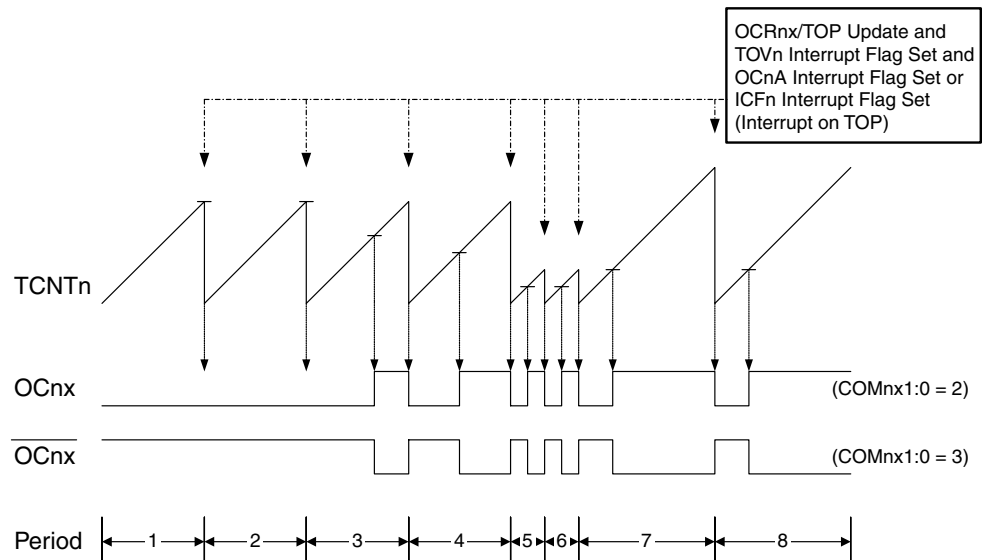 OCRnx/TOP Update and
TOVn Interrupt Flag Set and
OCnA Interrupt Flag Set or
ICFn Interrupt Flag Set
(Interrupt on TOP)
TCNTn
OCnx (COMnx1:0 = 2)
OCnx (COMnx1:0 = 3)
Period 1 2 3 4 5 6 7 8